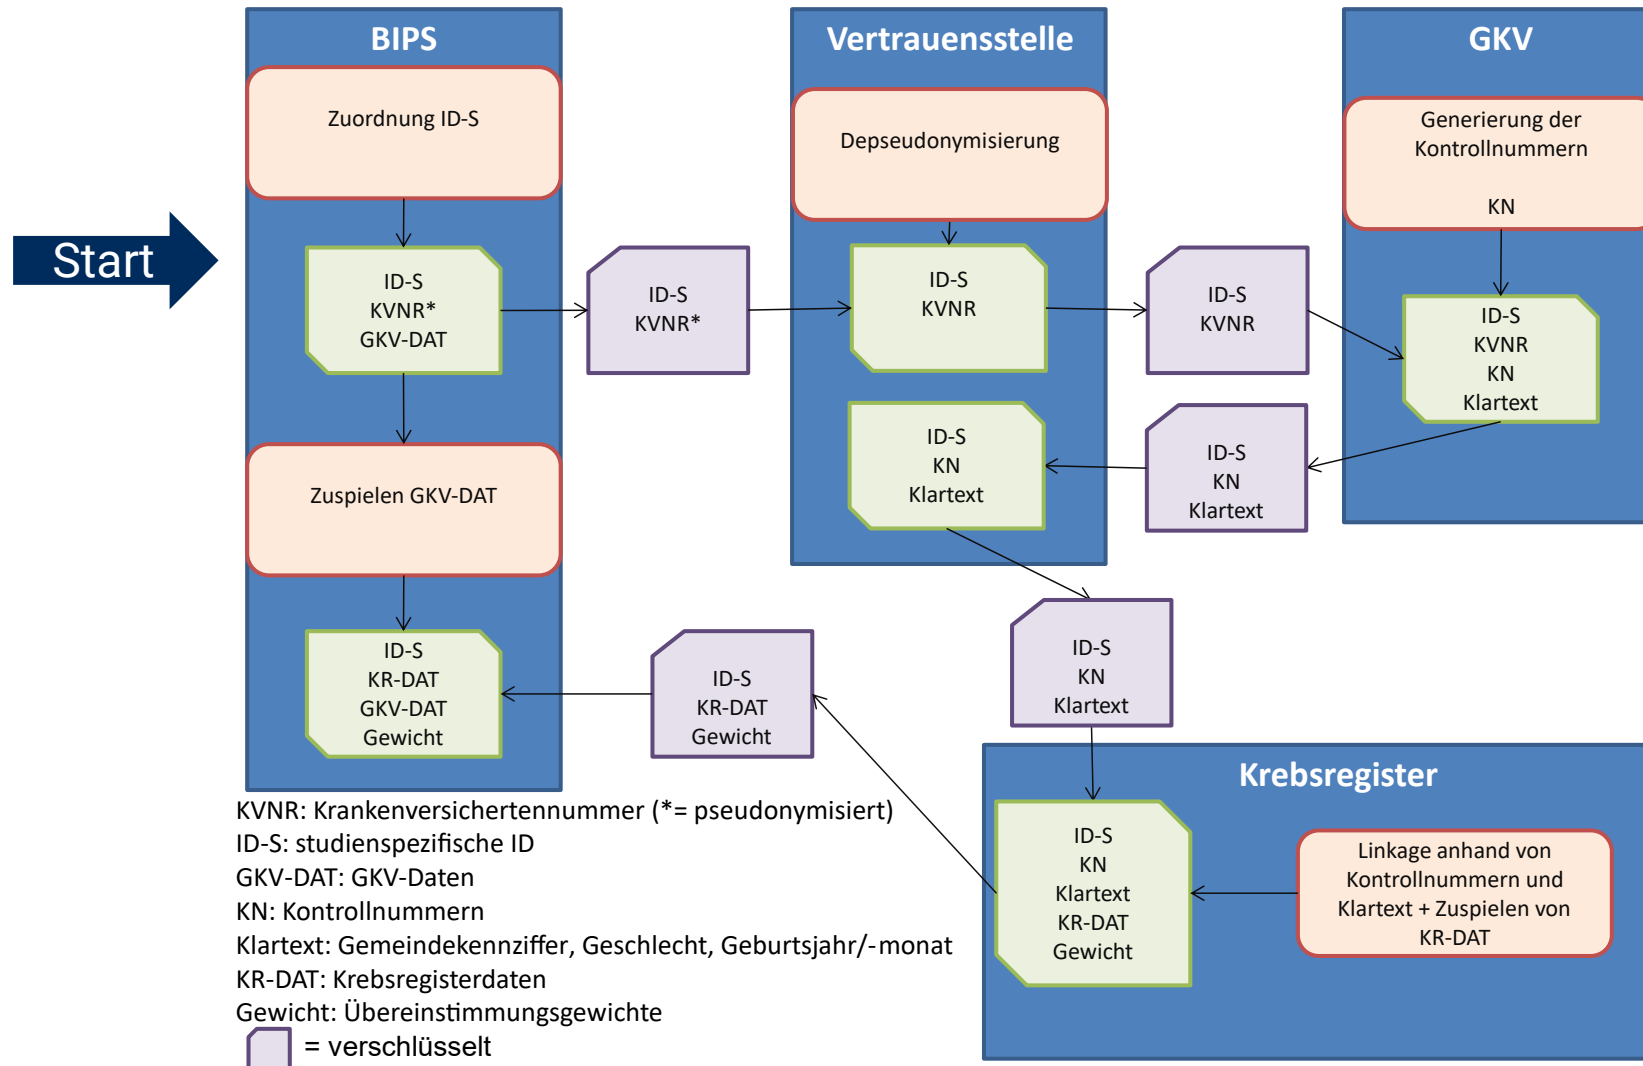 BIPS
Vertrauensstelle
GKV
Zuordnung ID-S
Depseudonymisierung
Generierung der
Kontrollnummern
KN
Start
ID-S
KVNR*
GKV-DAT
ID-S
KVNR*
ID-S
KVNR
ID-S
KVNR
ID-S
KVNR
KN
Klartext
Zuspielen GKV-DAT
ID-S
KN
Klartext
ID-S
KN
Klartext
ID-S
KR-DAT
GKV-DAT
Gewicht
ID-S
KR-DAT
Gewicht
ID-S
KN
Klartext
Krebsregister
ID-S
KN
Klartext
KR-DAT
Gewicht
Linkage anhand von
Kontrollnummern und
Klartext + Zuspielen von
KR-DAT
KVNR: Krankenversichertennummer (*= pseudonymisiert)
ID-S: studienspezifische ID
GKV-DAT: GKV-Daten
KN: Kontrollnummern
Klartext: Gemeindekennziffer, Geschlecht, Geburtsjahr/-monat
KR-DAT: Krebsregisterdaten
Gewicht: Übereinstimmungsgewichte
= verschlüsselt